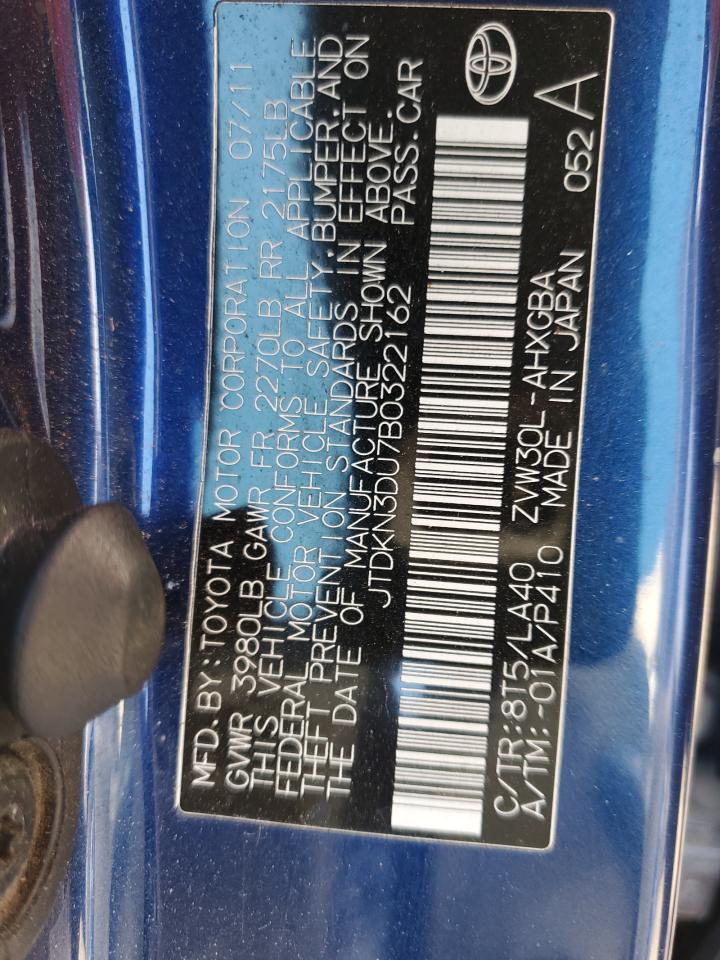 MFD.BY:TOYOTA MOTOR CORPORATION 07/11
GVWR 3980LB GAWR FR 2270LB RR 2175LB
THIS VEHICLE CONFORMS TO ALL APPLICABLE
FEDERAL MOTOR VEHICLE SAFETY,BUMPER,AND
THEFT PREVENTION STANDARDS IN EFFECT ON
THE DATE OF MANUFACTURE SHOWN ABOVE.
JTDKN3DU7B0322162 PASS.CAR
C/TR:8T5/LA40 ZVW30L-AHXGBA 052
A/TM:-01A/P410 MADE IN JAPAN A